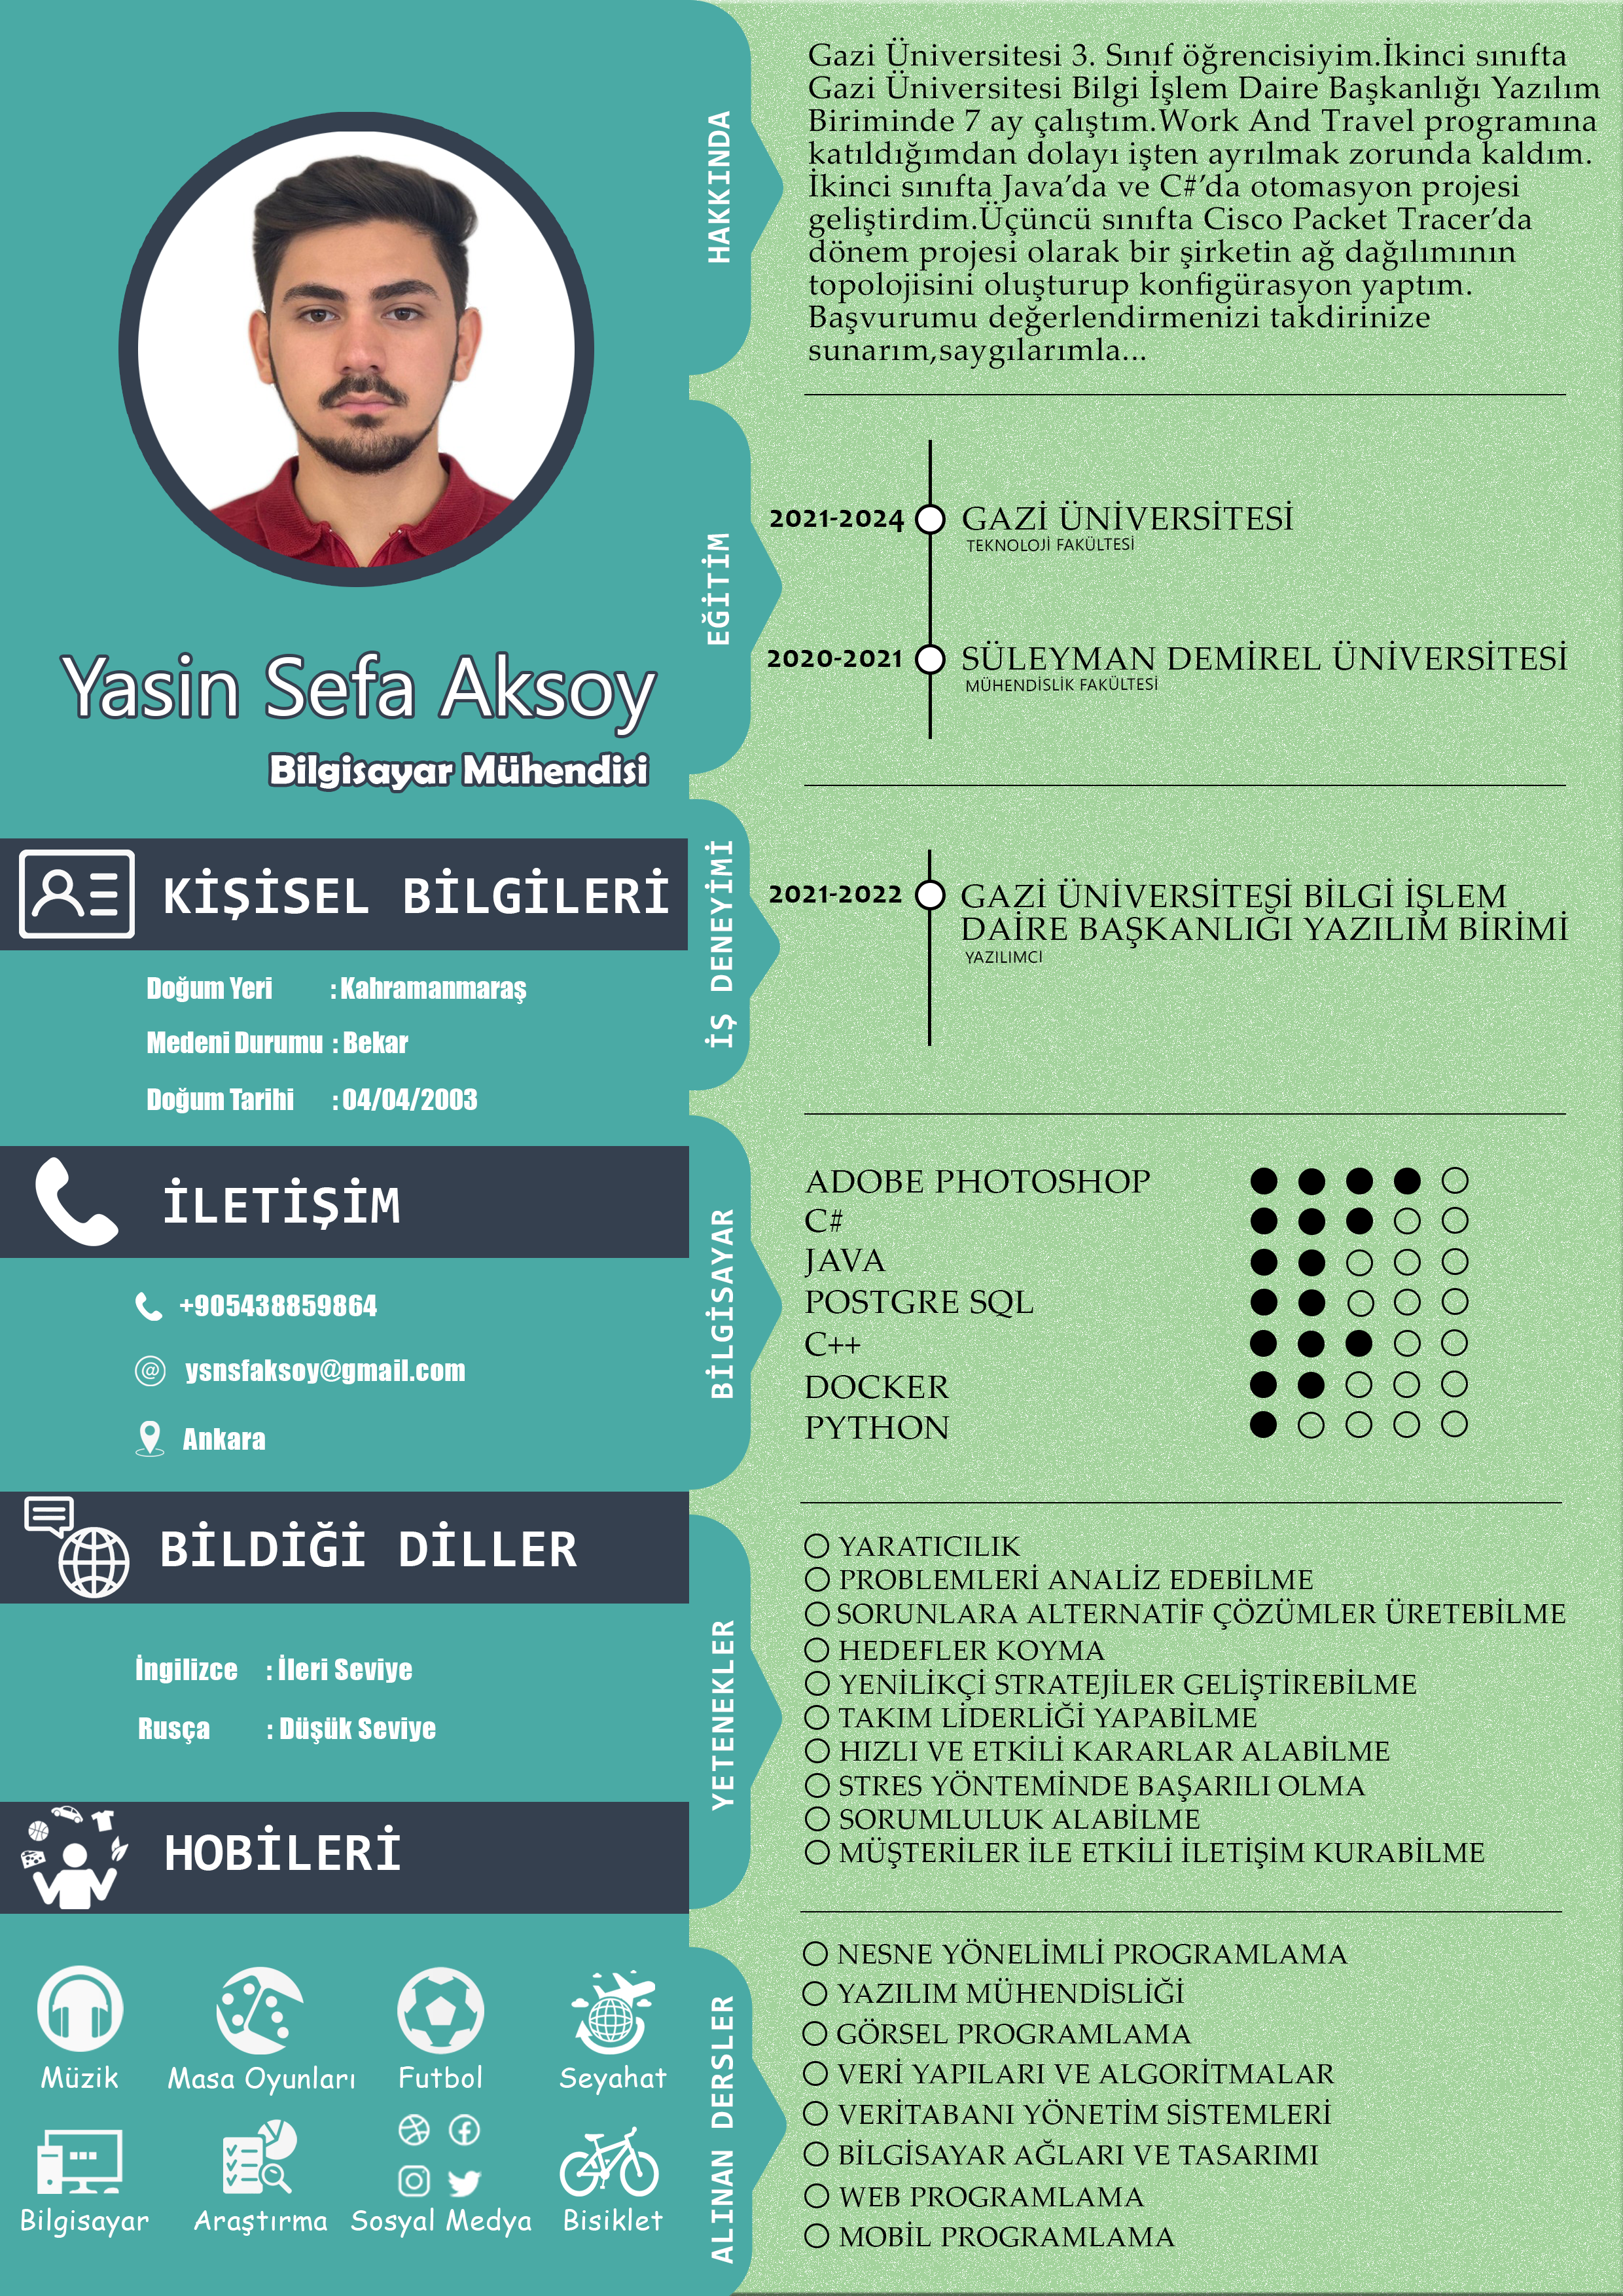 Yasin Sefa Aksoy
Bilgisayar Mühendisi
KİŞİSEL BİLGİLERİ
Doğum Yeri : Kahramanmaraş
Medeni Durumu : Bekar
Doğum Tarihi : 04/04/2003
İLETİŞİM
+905438859864
ysnsfaksoy@gmail.com
Ankara
BİLDİĞİ DİLLER
İngilizce : İleri Seviye
Rusça : Düşük Seviye
HOBİLERİ
Müzik Masa Oyunları Futbol Seyahat
Bilgisayar Araştırma Sosyal Medya Bisiklet
HAKKINDA
Gazi Üniversitesi 3. Sınıf öğrencisiyim.İkinci sınıfta
Gazi Üniversitesi Bilgi İşlem Daire Başkanlığı Yazılım
Biriminde 7 ay çalıştım.Work And Travel programına
katıldığımdan dolayı işten ayrılmak zorunda kaldım.
İkinci sınıfta Java’da ve C#’da otomasyon projesi
geliştirdim.Üçüncü sınıfta Cisco Packet Tracer’da
dönem projesi olarak bir şirketin ağ dağılımının
topolojisini oluşturup konfigürasyon yaptım.
Başvurumu değerlendirmenizi takdirinize
sunarım,saygılarımla...
EĞİTİM
2021-2024 GAZİ ÜNİVERSİTESİ
TEKNOLOJİ FAKÜLTESİ
2020-2021 SÜLEYMAN DEMİREL ÜNİVERSİTESİ
MÜHENDİSLİK FAKÜLTESİ
İŞ DENEYİMİ
2021-2022 GAZİ ÜNİVERSİTESİ BİLGİ İŞLEM
DAİRE BAŞKANLIĞI YAZILIM BİRİMİ
YAZILIMCI
BİLGİSAYAR
ADOBE PHOTOSHOP
C#
JAVA
POSTGRE SQL
C++
DOCKER
PYTHON
YETENEKLER
YARATICILIK
PROBLEMLERİ ANALİZ EDEBİLME
SORUNLARA ALTERNATİF ÇÖZÜMLER ÜRETEBİLME
HEDEFLER KOYMA
YENİLİKÇİ STRATEJİLER GELİŞTİREBİLME
TAKIM LİDERLİĞİ YAPABİLME
HIZLI VE ETKİLİ KARARLAR ALABİLME
STRES YÖNTEMİNDE BAŞARILI OLMA
SORUMLULUK ALABİLME
MÜŞTERİLER İLE ETKİLİ İLETİŞİM KURABİLME
ALINAN DERSLER
NESNE YÖNELİMLİ PROGRAMLAMA
YAZILIM MÜHENDİSLİĞİ
GÖRSEL PROGRAMLAMA
VERİ YAPILARI VE ALGORİTMALAR
VERİTABANI YÖNETİM SİSTEMLERİ
BİLGİSAYAR AĞLARI VE TASARIMI
WEB PROGRAMLAMA
MOBİL PROGRAMLAMA